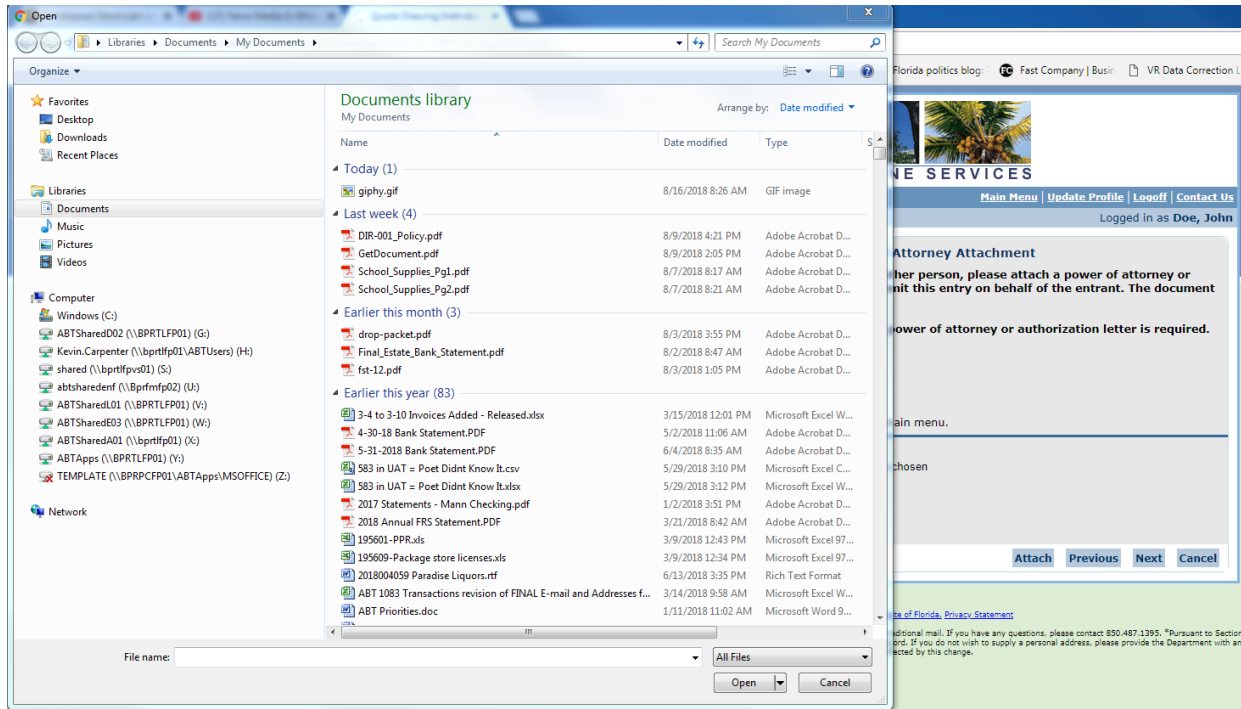 Open
Libraries ▸ Documents ▸ My Documents ▸
Search My Documents
Organize
Favorites
Desktop
Downloads
Recent Places
Libraries
Documents
Music
Pictures
Videos
Computer
Windows (C:)
ABTSharedD02 (\\BPRTLFP01) (G:)
Kevin.Carpenter (\\bprtlfp01\ABTUsers) (H:)
shared (\\bprtlfpvs01) (S:)
abtsharedenf (\\Bprfmfp02) (U:)
ABTSharedL01 (\\BPRTLFP01) (V:)
ABTSharedE03 (\\BPRTLFP01) (W:)
ABTSharedA01 (\\bprtlfp01) (X:)
ABTApps (\\BPRTLFP01) (Y:)
TEMPLATE (\\BPRPCFP01\ABTApps\MSOFFICE) (Z:)
Network
Documents library
My Documents
Arrange by: Date modified
Name Date modified Type S
Today (1)
giphy.gif 8/16/2018 8:26 AM GIF image
Last week (4)
DIR-001_Policy.pdf 8/9/2018 4:21 PM Adobe Acrobat D...
GetDocument.pdf 8/9/2018 2:05 PM Adobe Acrobat D...
School_Supplies_Pg1.pdf 8/7/2018 8:17 AM Adobe Acrobat D...
School_Supplies_Pg2.pdf 8/7/2018 8:21 AM Adobe Acrobat D...
Earlier this month (3)
drop-packet.pdf 8/3/2018 3:55 PM Adobe Acrobat D...
Final_Estate_Bank_Statement.pdf 8/2/2018 8:47 AM Adobe Acrobat D...
fst-12.pdf 8/3/2018 1:05 PM Adobe Acrobat D...
Earlier this year (83)
3-4 to 3-10 Invoices Added - Released.xlsx 3/15/2018 12:01 PM Microsoft Excel W...
4-30-18 Bank Statement.PDF 5/2/2018 11:06 AM Adobe Acrobat D...
5-31-2018 Bank Statement.PDF 6/4/2018 8:35 AM Adobe Acrobat D...
583 in UAT = Poet Didnt Know It.csv 5/29/2018 3:10 PM Microsoft Excel C...
583 in UAT = Poet Didnt Know It.xlsx 5/29/2018 3:12 PM Microsoft Excel W...
2017 Statements - Mann Checking.pdf 1/2/2018 3:51 PM Adobe Acrobat D...
2018 Annual FRS Statement.PDF 3/21/2018 8:42 AM Adobe Acrobat D...
195601-PPR.xls 3/9/2018 12:43 PM Microsoft Excel 97...
195609-Package store licenses.xls 3/9/2018 12:34 PM Microsoft Excel 97...
2018004059 Paradise Liquors.rtf 6/13/2018 3:35 PM Rich Text Format
ABT 1083 Transactions revision of FINAL E-mail and Addresses f... 3/14/2018 9:58 AM Microsoft Excel W...
ABT Priorities.doc 1/11/2018 11:02 AM Microsoft Word 9...
File name:
All Files
Open Cancel
Florida politics blog: FC Fast Company | Busin VR Data Correction L
NE SERVICES
Main Menu | Update Profile | Logoff | Contact Us
Logged in as Doe, John
Attorney Attachment
her person, please attach a power of attorney or
mit this entry on behalf of the entrant. The document
ower of attorney or authorization letter is required.
ain menu.
chosen
Attach Previous Next Cancel
te of Florida. Privacy Statement
ditional mail. If you have any questions, please contact 850.487.1395. *Pursuant to Section
ord. If you do not wish to supply a personal address, please provide the Department with an
ected by this change.